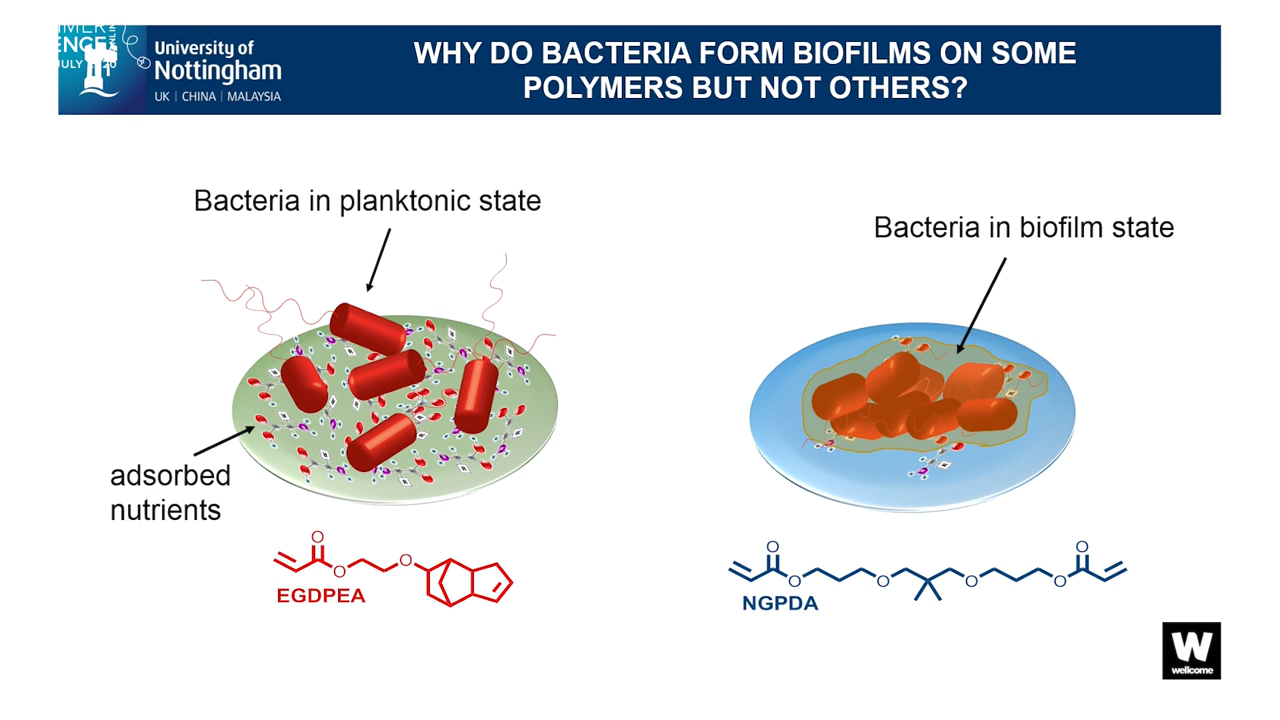 University of
Nottingham
UK | CHINA | MALAYSIA
WHY DO BACTERIA FORM BIOFILMS ON SOME
POLYMERS BUT NOT OTHERS?
Bacteria in planktonic state
Bacteria in biofilm state
adsorbed
nutrients
O
O
O
EGDPEA
O
O
O
O
O
O
NGPDA
W
wellcome